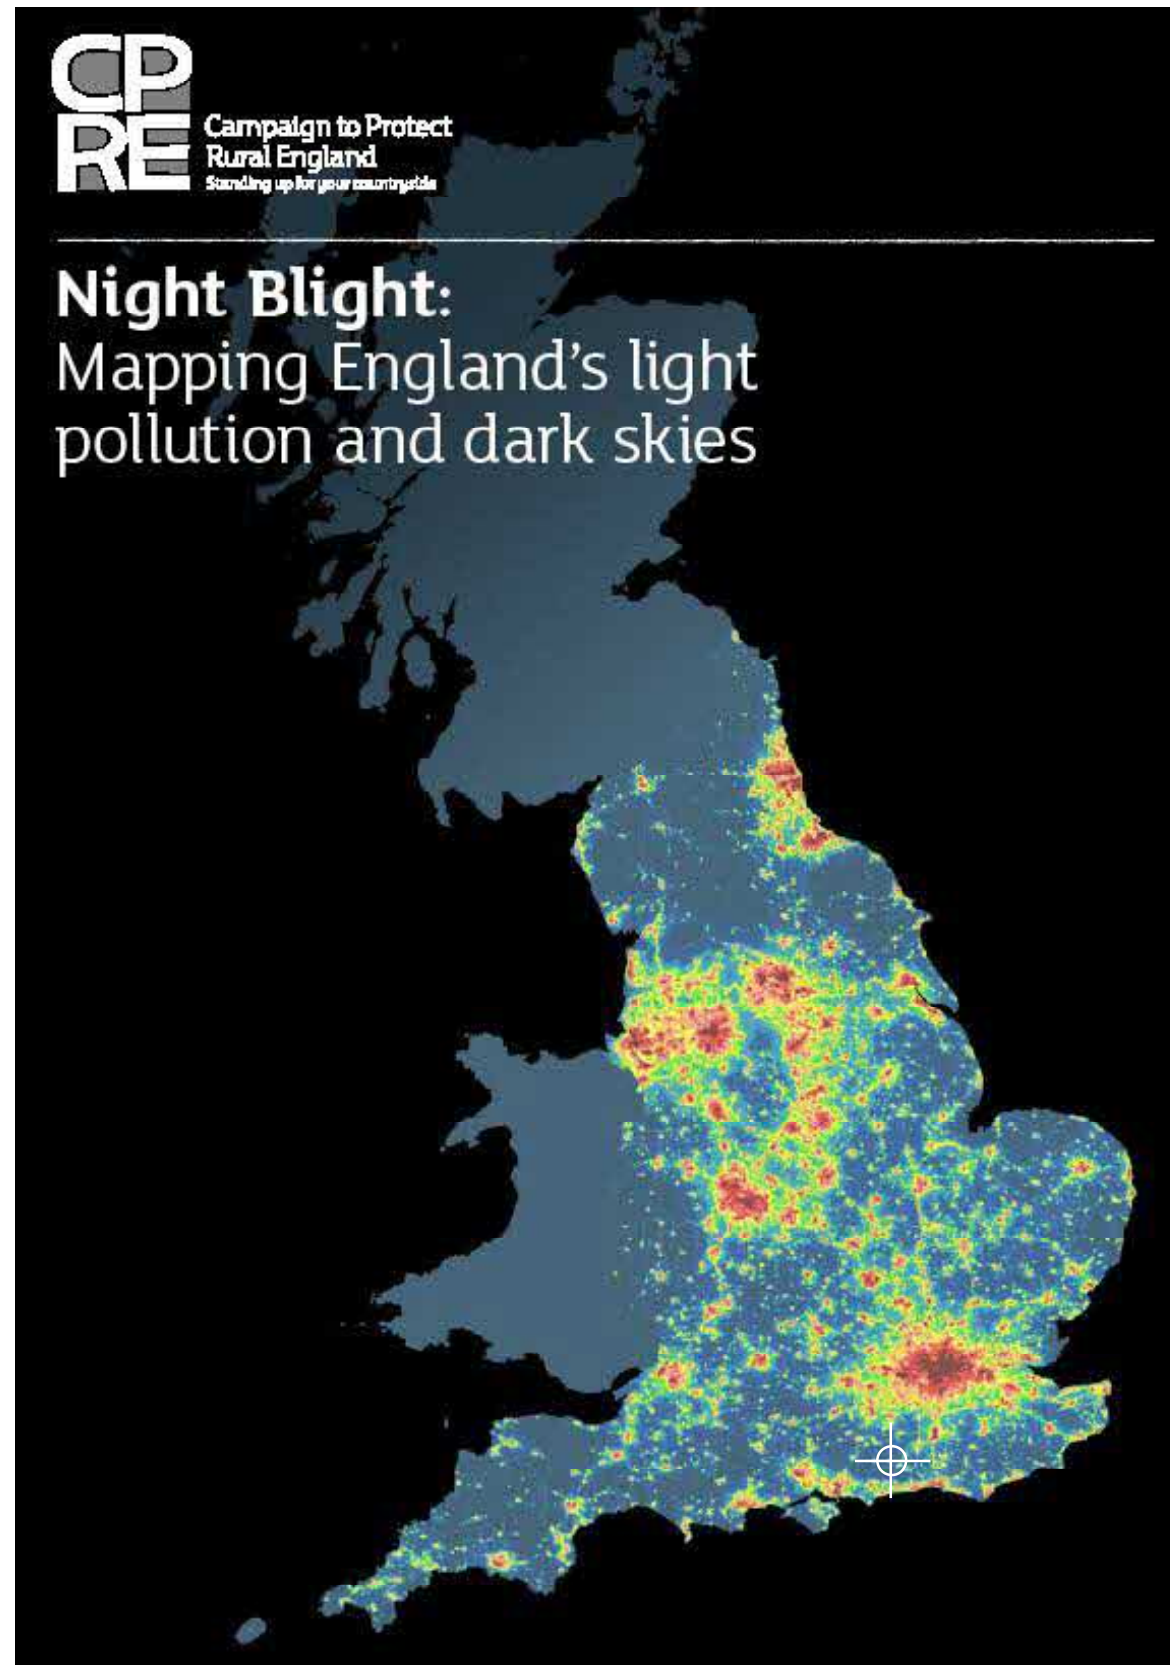 CP
RE
Campaign to Protect
Rural England
Standing up for your countryside
Night Blight:
Mapping England's light
pollution and dark skies